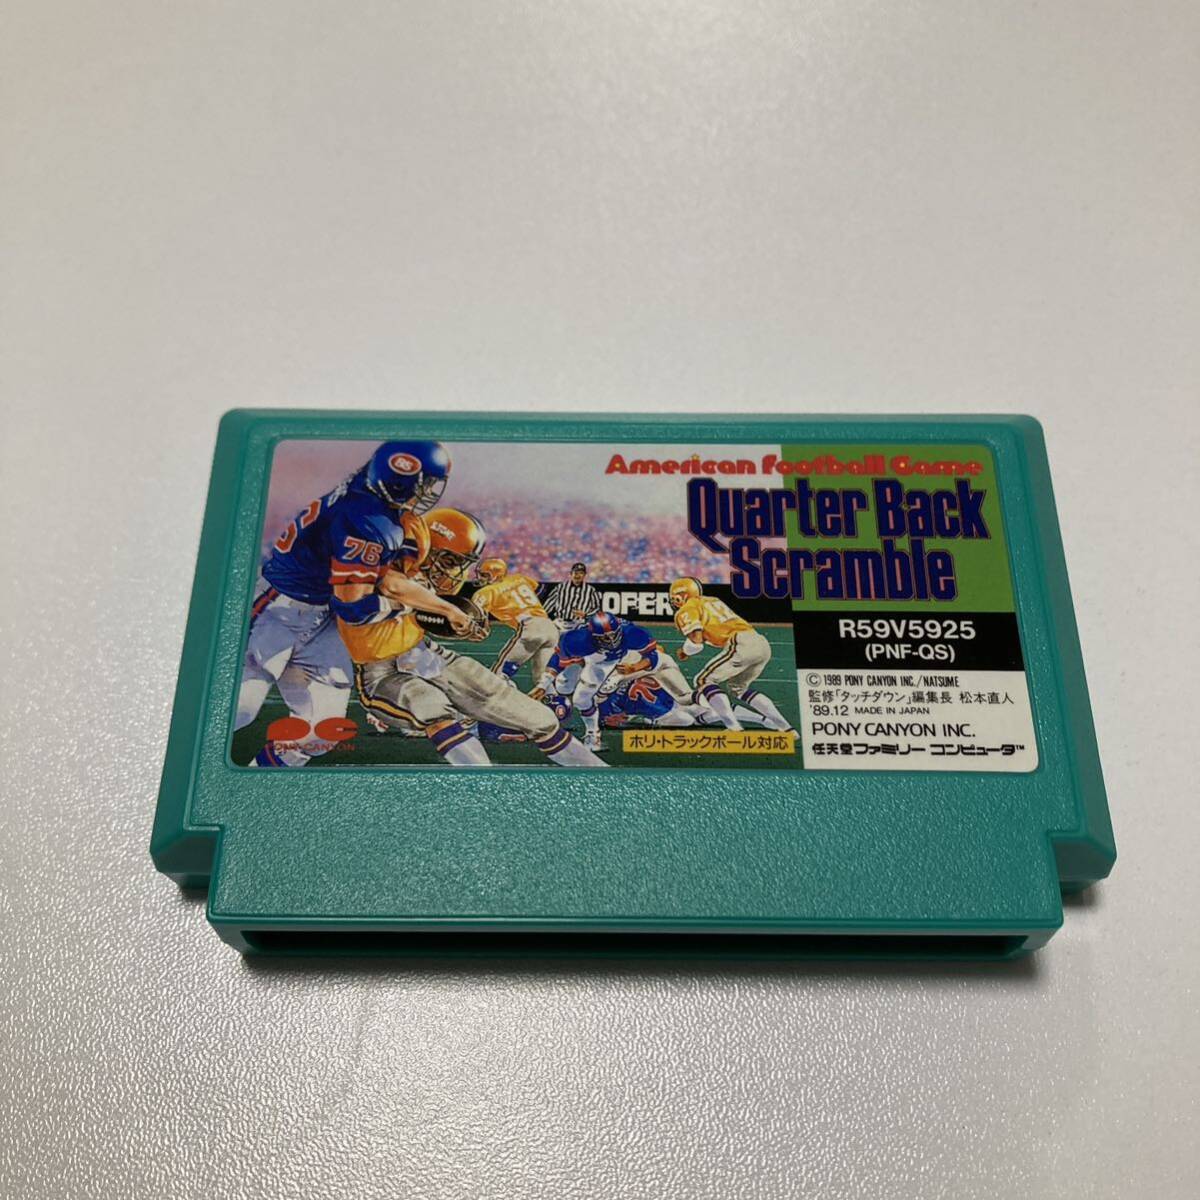 American Football Game
Quarter Back
Scramble
R59V5925
(PNF-QS)
© 1989 PONY CANYON INC./NATSUME
監修「タッチダウン」編集長 松本直人
'89.12 MADE IN JAPAN
PONY CANYON INC.
任天堂ファミリーコンピュータ™
ホリ・トラックボール対応
PC
PONY CANYON
76
19
12
OPER